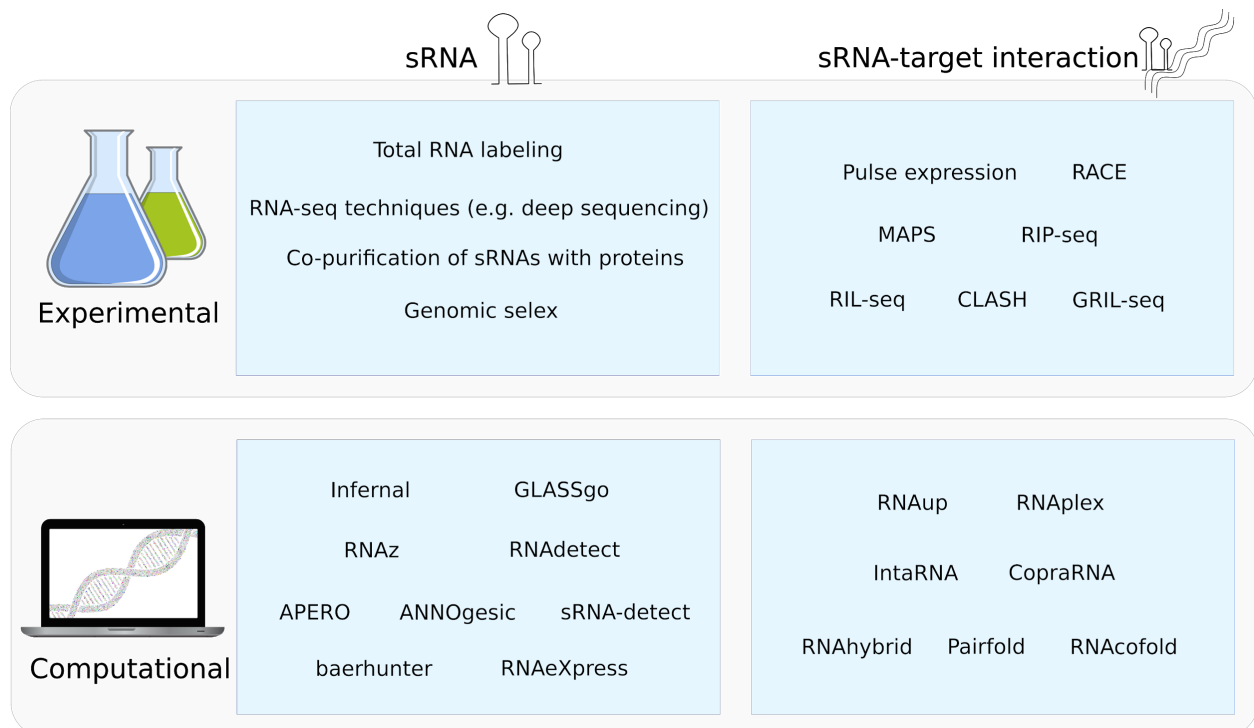 sRNA
sRNA-target interaction
Experimental
Total RNA labeling
RNA-seq techniques (e.g. deep sequencing)
Co-purification of sRNAs with proteins
Genomic selex
Pulse expression RACE
MAPS RIP-seq
RIL-seq CLASH GRIL-seq
Computational
Infernal GLASSgo
RNAz RNAdetect
APERO ANNOgesic sRNA-detect
baerhunter RNAeXpress
RNAup RNAplex
IntaRNA CopraRNA
RNAhybrid Pairfold RNAcofold